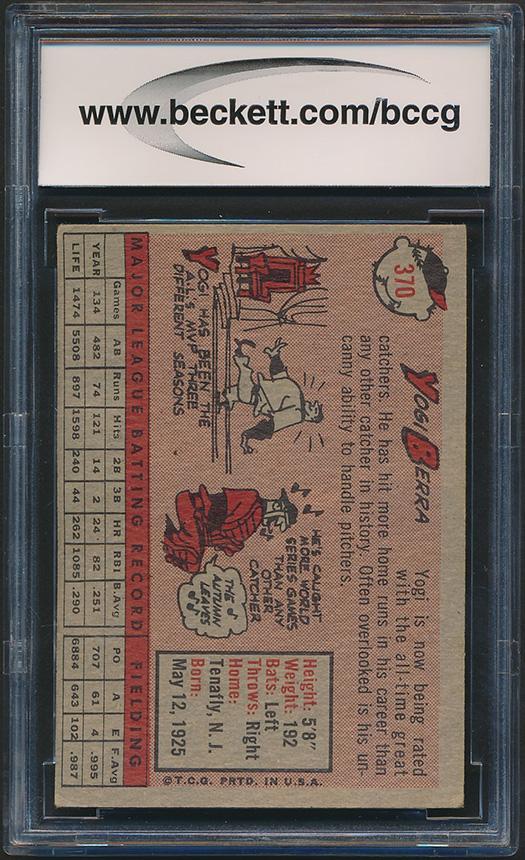 www.beckett.com/bccg
370
YOGI BERRA
Yogi is now being rated
with the all-time great
catchers. He has hit more home runs in his career than
any other catcher in history. Often overlooked is his un-
canny ability to handle pitchers.
YOGI HAS BEEN THE
A.L.'S MVP THREE
DIFFERENT SEASONS
HE'S CAUGHT
MORE WORLD
SERIES GAMES
THAN ANY
OTHER
CATCHER
THE
AUTUMN
LEAVES
Height: 5'8"
Weight: 192
Bats: Left
Throws: Right
Home:
Tenafly, N. J.
Born:
May 12, 1925
©T.C.G. PRTD. IN U.S.A.
MAJOR LEAGUE BATTING RECORD FIELDING
Games AB Runs Hits 2B 3B HR RBI B.Avg PO A E F.Avg
YEAR 134 482 74 121 14 2 24 82 .251 707 61 4 .995
LIFE 1474 5508 897 1598 240 44 262 1085 .290 6884 643 102 .987